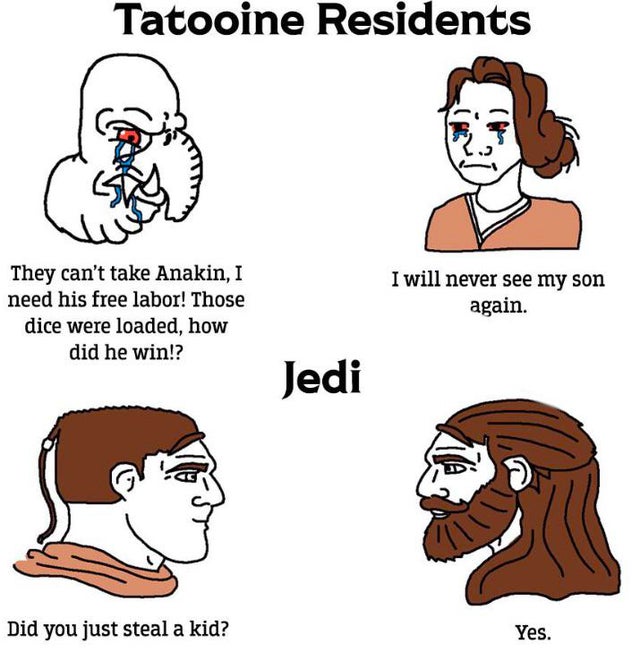 Tatooine Residents
They can't take Anakin, I
need his free labor! Those
dice were loaded, how
did he win!?
I will never see my son
again.
Jedi
Did you just steal a kid?
Yes.